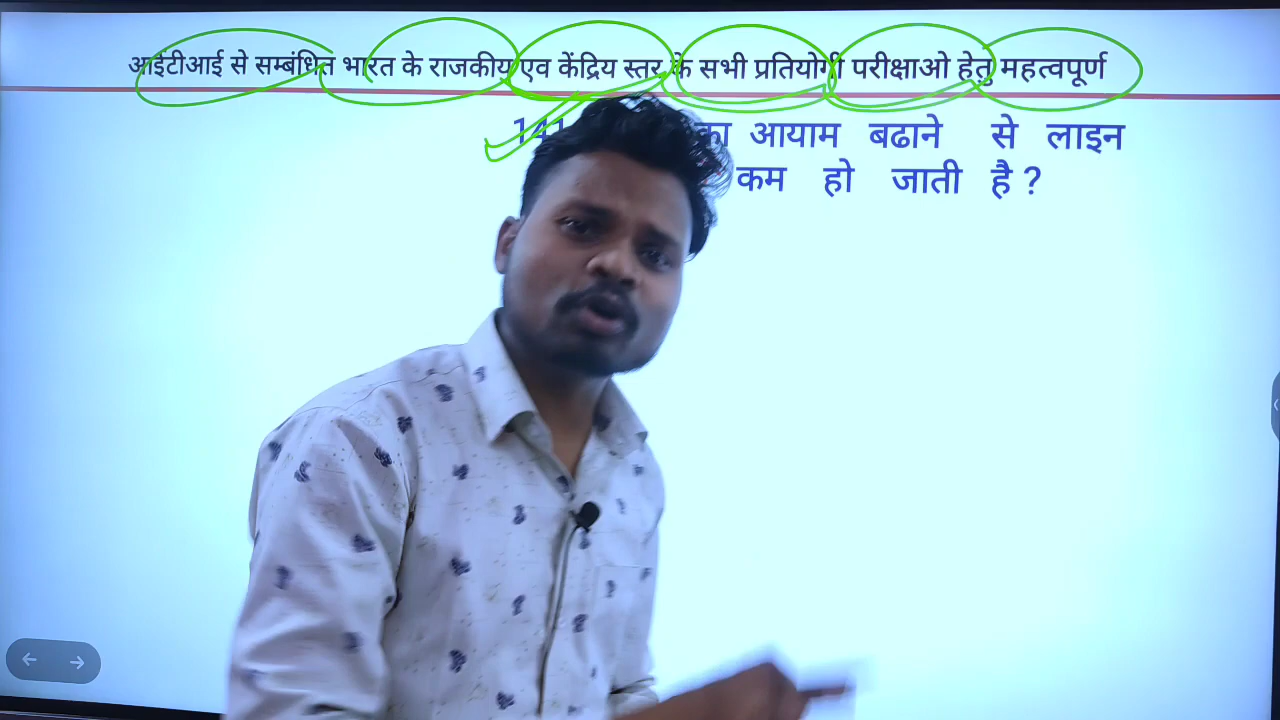 आईटीआई से सम्बंधित भारत के राजकीय एव केंद्रिय स्तर के सभी प्रतियोगी परीक्षाओ हेतु महत्वपूर्ण
का आयाम बढाने से लाइन
कम हो जाती है ?